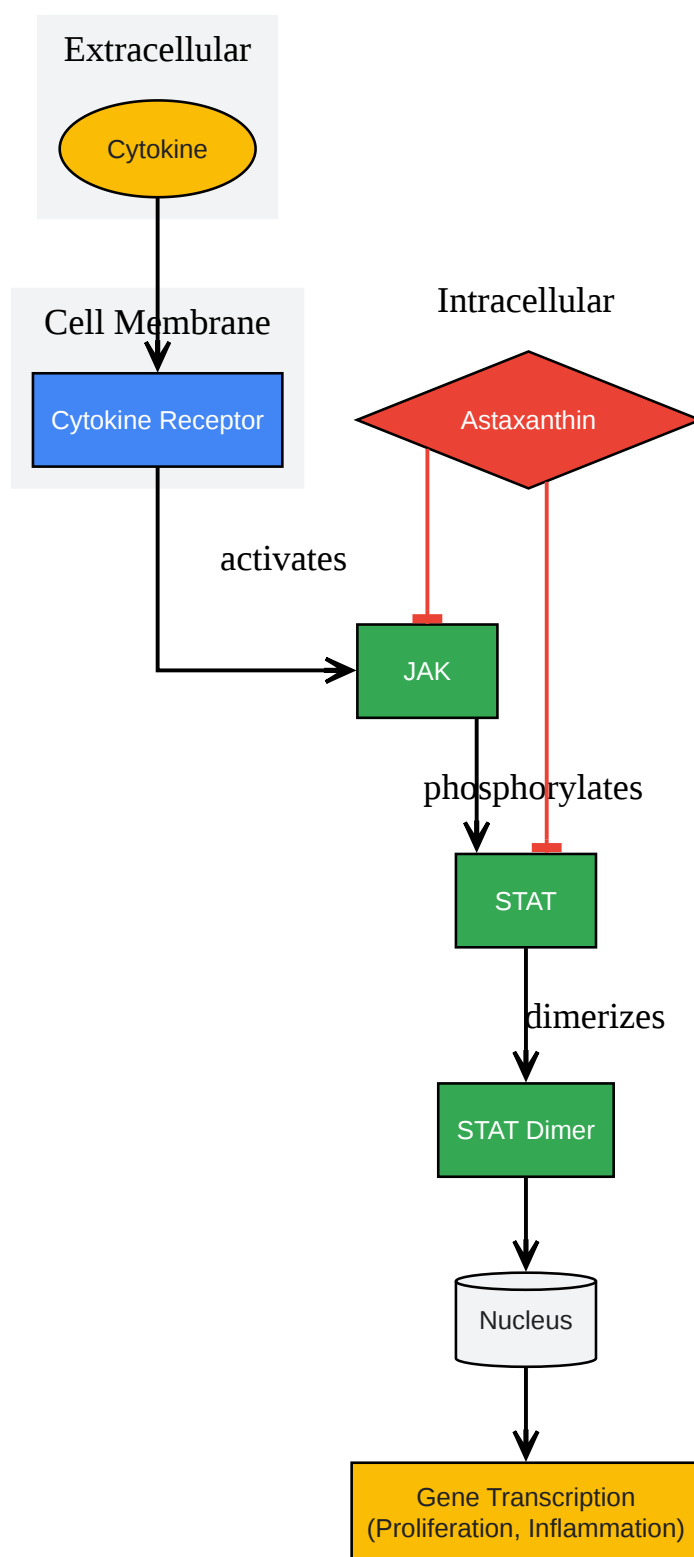 Extracellular
Cytokine
Cell Membrane
Intracellular
Cytokine Receptor
Astaxanthin
activates
JAK
phosphorylates
STAT
dimerizes
STAT Dimer
Nucleus
Gene Transcription
(Proliferation, Inflammation)